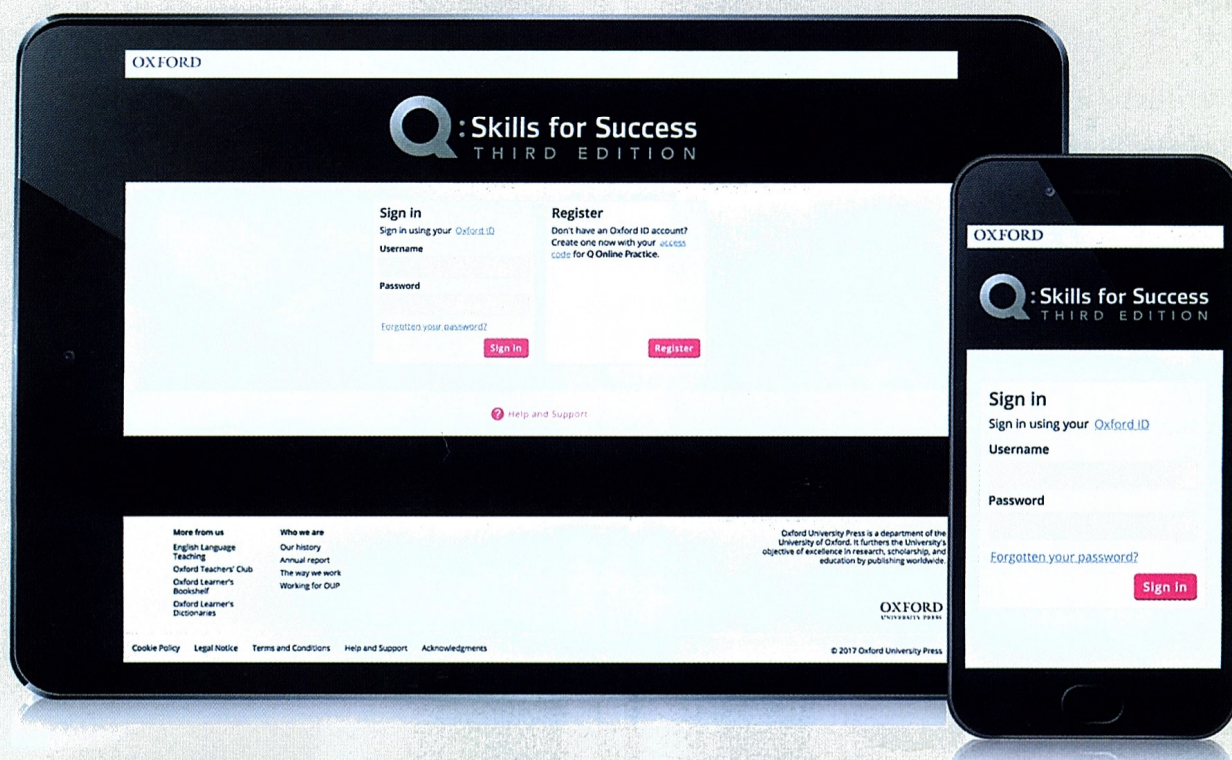 OXFORD
Q: Skills for Success
THIRD EDITION
Sign in
Sign in using your Oxford ID
Username
Password
Forgotten your password?
Sign in
Register
Don't have an Oxford ID account?
Create one now with your access
code for Q Online Practice.
Register
? Help and Support
More from us
English Language
Teaching
Oxford Teachers' Club
Oxford Learner's
Bookshelf
Oxford Learner's
Dictionaries
Who we are
Our history
Annual report
The way we work
Working for OUP
Oxford University Press is a department of the
University of Oxford. It furthers the University's
objective of excellence in research, scholarship, and
education by publishing worldwide.
OXFORD
UNIVERSITY PRESS
Cookie Policy Legal Notice Terms and Conditions Help and Support Acknowledgments
© 2017 Oxford University Press
OXFORD
Q: Skills for Success
THIRD EDITION
Sign in
Sign in using your Oxford ID
Username
Password
Forgotten your password?
Sign in